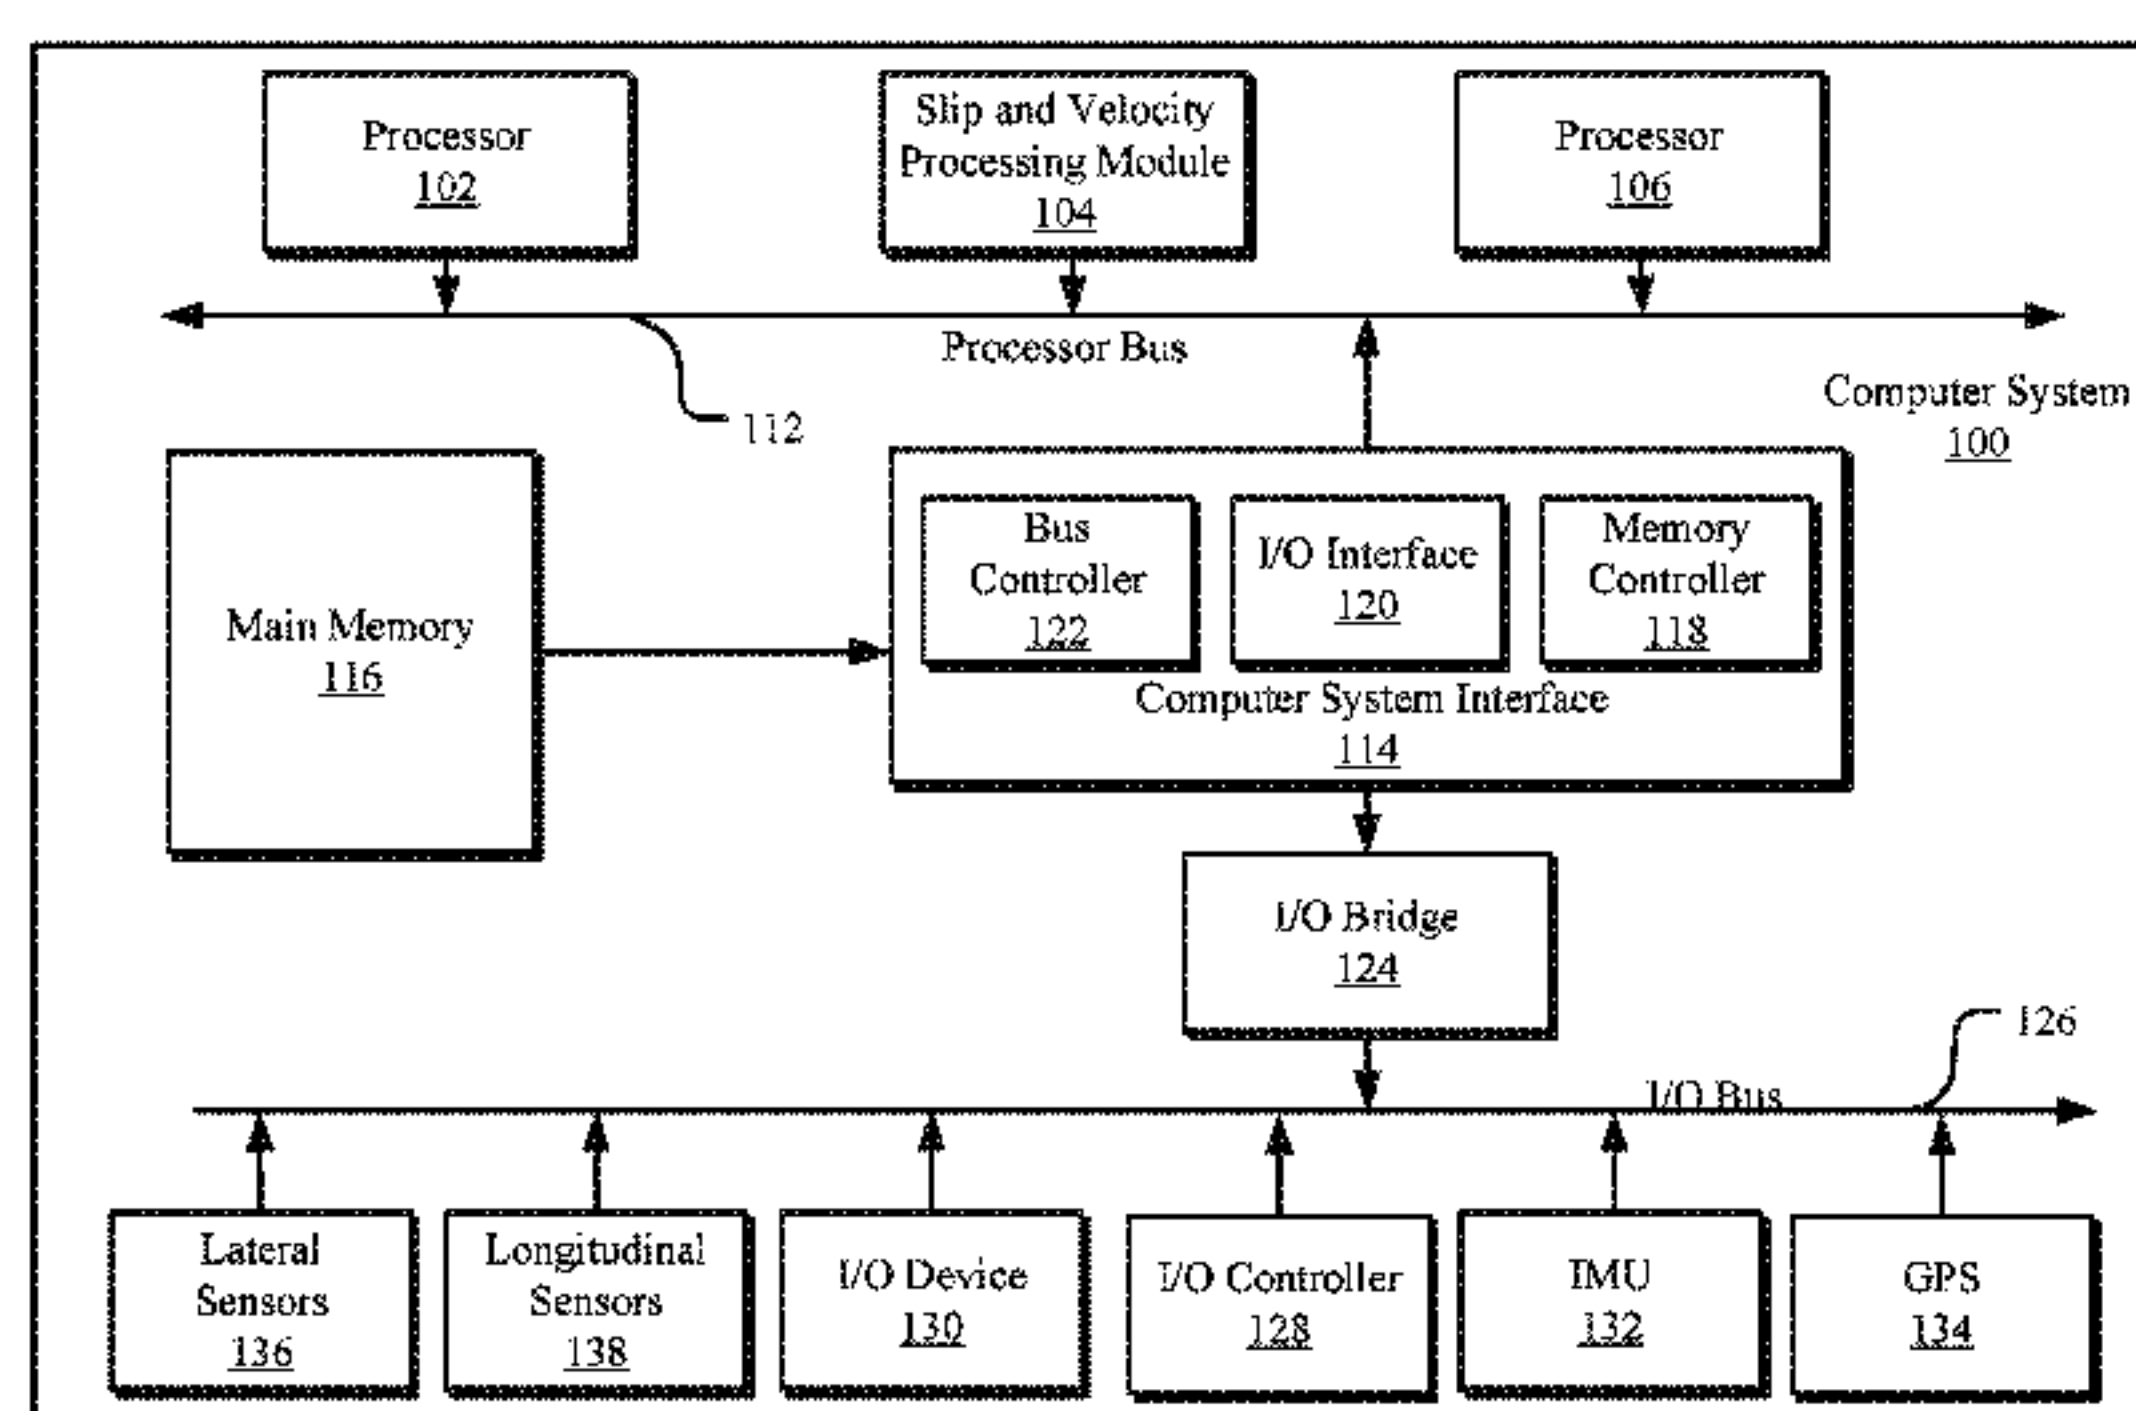 Processor
102
Slip and Velocity
Processing Module
104
Processor
106
Processor Bus
112
Computer System
100
Main Memory
116
Bus
Controller
122
I/O Interface
120
Memory
Controller
118
Computer System Interface
114
I/O Bridge
124
126
I/O Bus
Lateral
Sensors
136
Longitudinal
Sensors
138
I/O Device
130
I/O Controller
128
IMU
132
GPS
134